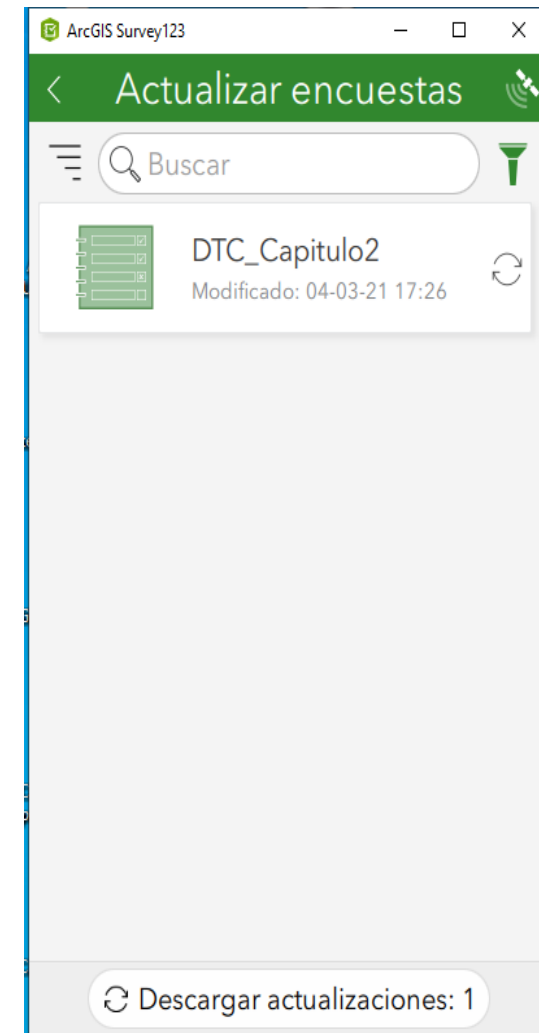 ArcGIS Survey123
Actualizar encuestas
Buscar
DTC_Capitulo2
Modificado: 04-03-21 17:26
Descargar actualizaciones: 1